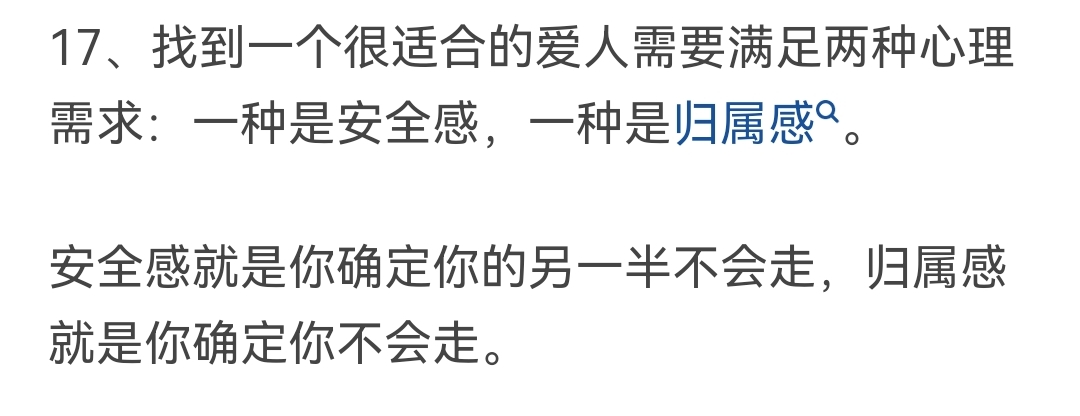 17、找到一个很适合的爱人需要满足两种心理
需求：一种是安全感，一种是归属感。
安全感就是你确定你的另一半不会走，归属感
就是你确定你不会走。